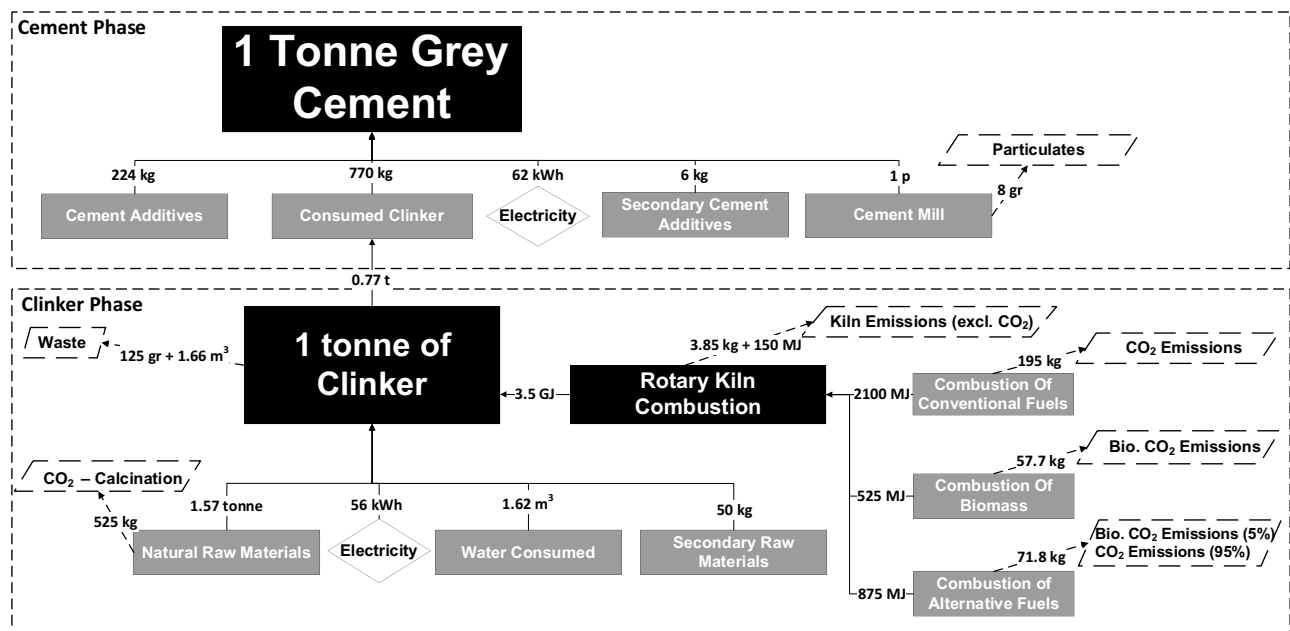 Cement Phase
1 Tonne Grey
Cement
Particulates
224 kg
770 kg
62 kWh
6 kg
1 p
8 gr
Cement Additives
Consumed Clinker
Electricity
Secondary Cement
Additives
Cement Mill
0.77 t
Clinker Phase
Waste
125 gr + 1.66 m³
1 tonne of
Clinker
3.5 GJ
Rotary Kiln
Combustion
3.85 kg + 150 MJ
Kiln Emissions (excl. CO₂)
195 kg
CO₂ Emissions
2100 MJ
Combustion Of
Conventional Fuels
57.7 kg
Bio. CO₂ Emissions
525 MJ
Combustion Of
Biomass
71.8 kg
Bio. CO₂ Emissions (5%)
CO₂ Emissions (95%)
875 MJ
Combustion of
Alternative Fuels
CO₂ – Calcination
525 kg
1.57 tonne
56 kWh
1.62 m³
50 kg
Natural Raw Materials
Electricity
Water Consumed
Secondary Raw
Materials